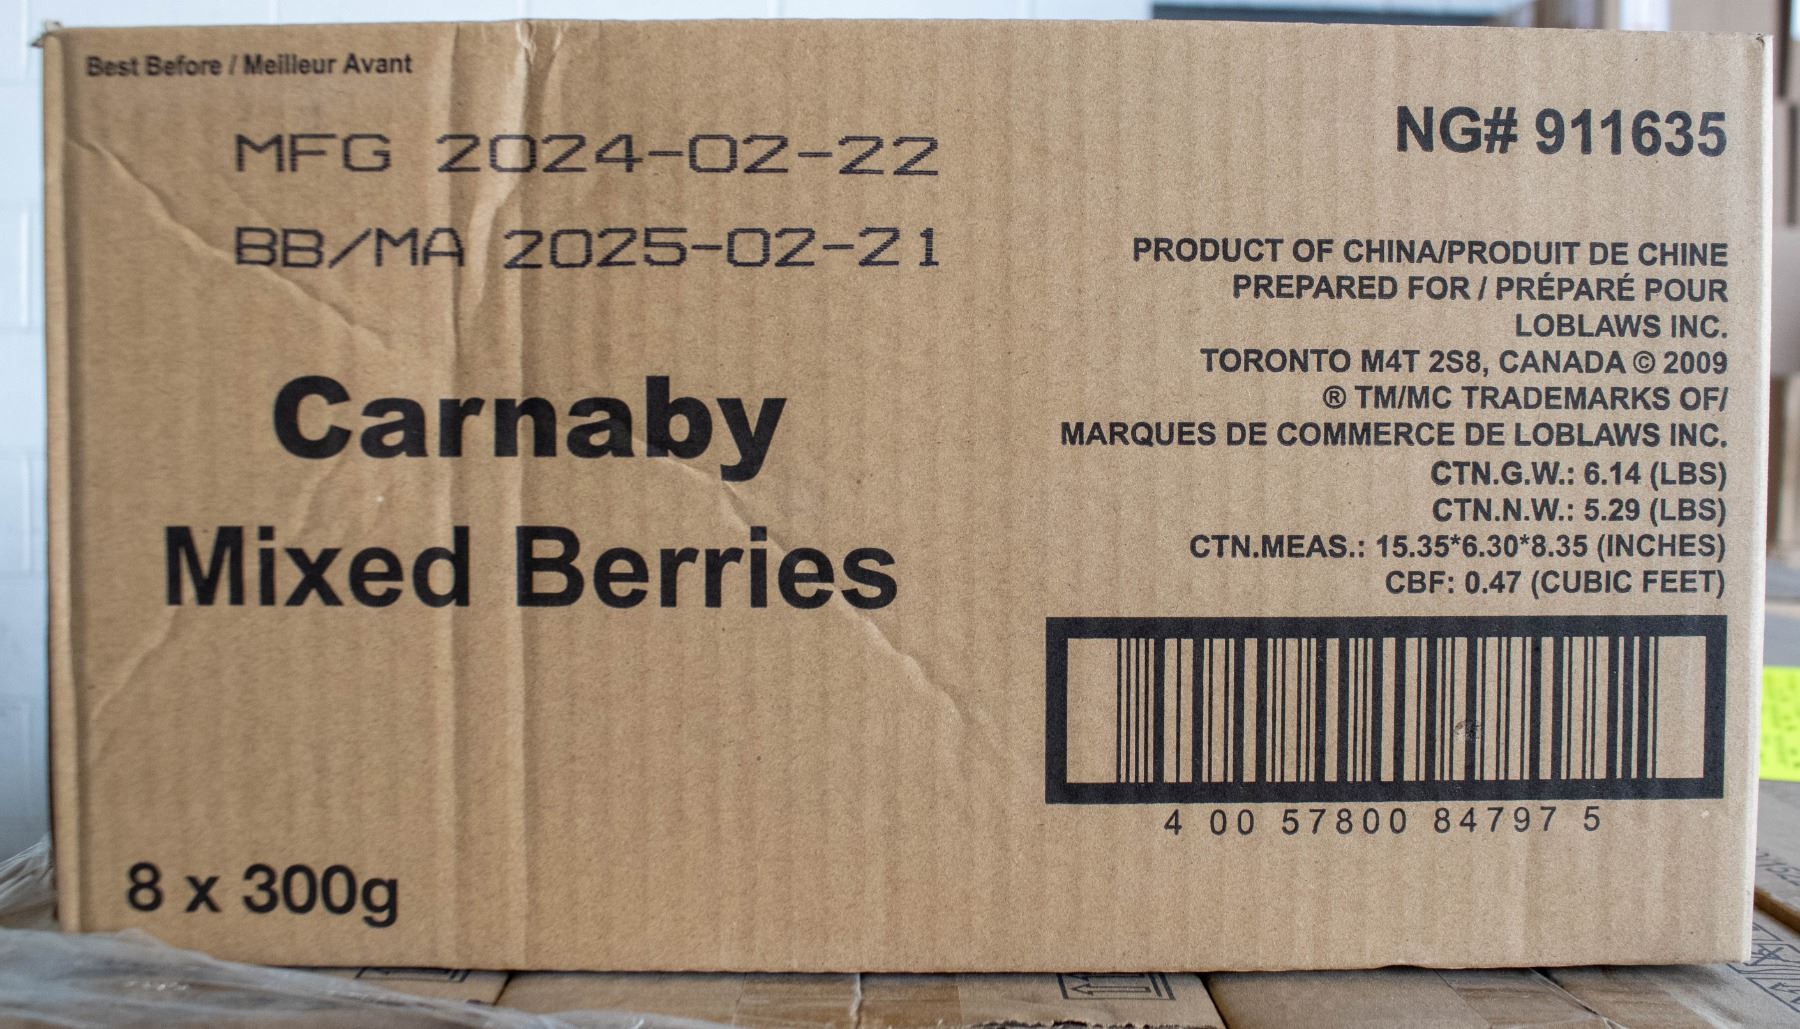 Best Before / Meilleur Avant
MFG 2024-02-22
BB/MA 2025-02-21
Carnaby
Mixed Berries
8 x 300g
NG# 911635
PRODUCT OF CHINA/PRODUIT DE CHINE
PREPARED FOR / PRÉPARÉ POUR
LOBLAWS INC.
TORONTO M4T 2S8, CANADA © 2009
® TM/MC TRADEMARKS OF/
MARQUES DE COMMERCE DE LOBLAWS INC.
CTN.G.W.: 6.14 (LBS)
CTN.N.W.: 5.29 (LBS)
CTN.MEAS.: 15.35*6.30*8.35 (INCHES)
CBF: 0.47 (CUBIC FEET)
4 00 57800 84797 5